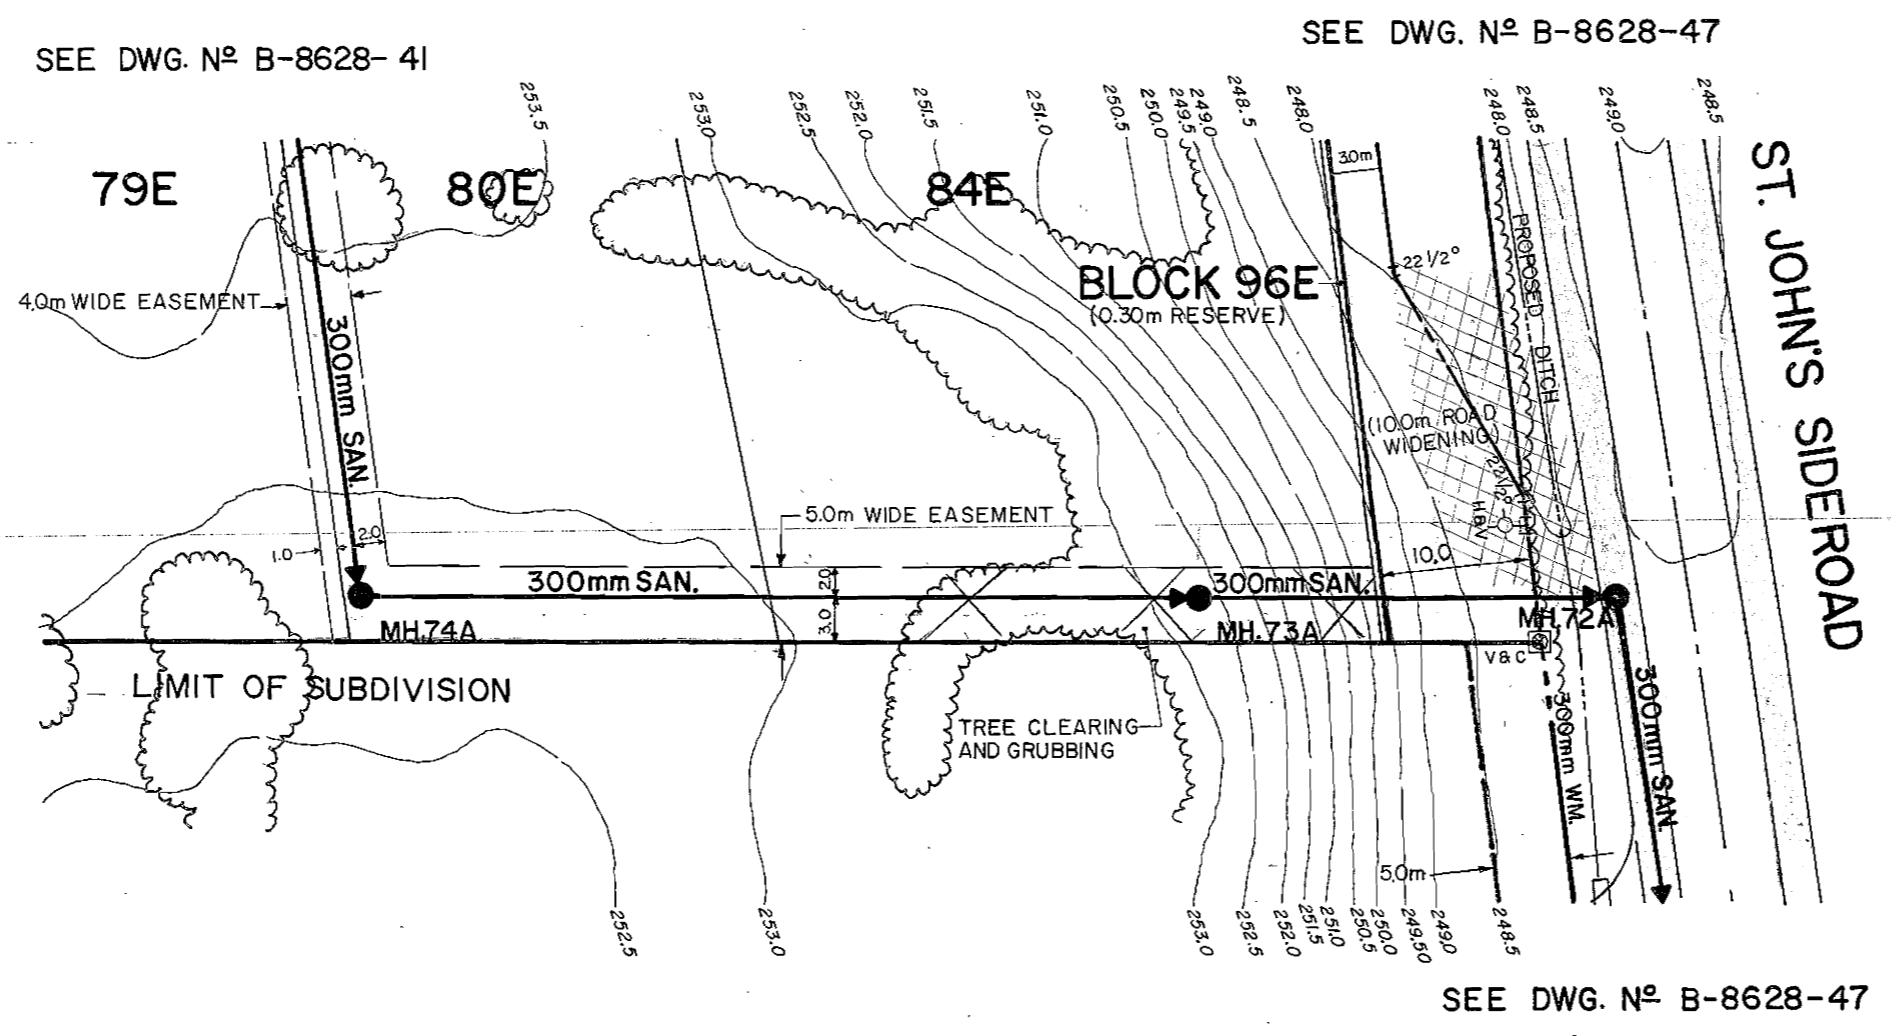 SEE DWG. Nº B-8628-41
SEE DWG. Nº B-8628-47
253.5
253.0
252.5
252.0
251.5
251.0
250.5
250.0
249.5
249.0
248.5
248.0
248.0
248.5
249.0
248.5
79E
80E
84E
3.0m
ST. JOHN'S SIDEROAD
BLOCK 96E
(0.30m RESERVE)
22 1/2°
PROPOSED DITCH
4.0m WIDE EASEMENT
300mm SAN.
(10.0m ROAD
WIDENING)
22 1/2°
H&V
5.0m WIDE EASEMENT
1.0
2.0
10.0
300mm SAN.
2.0
3.0
300mm SAN.
MH.74A
MH.73A
MH.72A
V & C
LIMIT OF SUBDIVISION
TREE CLEARING
AND GRUBBING
300mm WM.
300mm SAN.
5.0m
252.5
253.0
253.0
252.5
252.0
251.5
251.0
250.5
250.0
249.50
249.0
248.5
SEE DWG. Nº B-8628-47